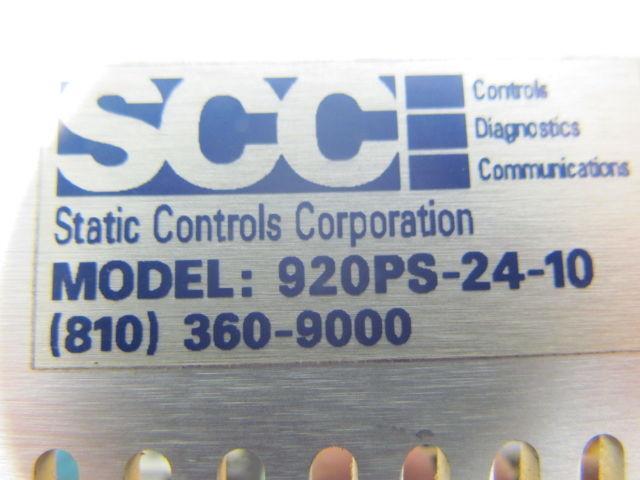 SCC
Controls
Diagnostics
Communications
Static Controls Corporation
MODEL: 920PS-24-10
(810) 360-9000